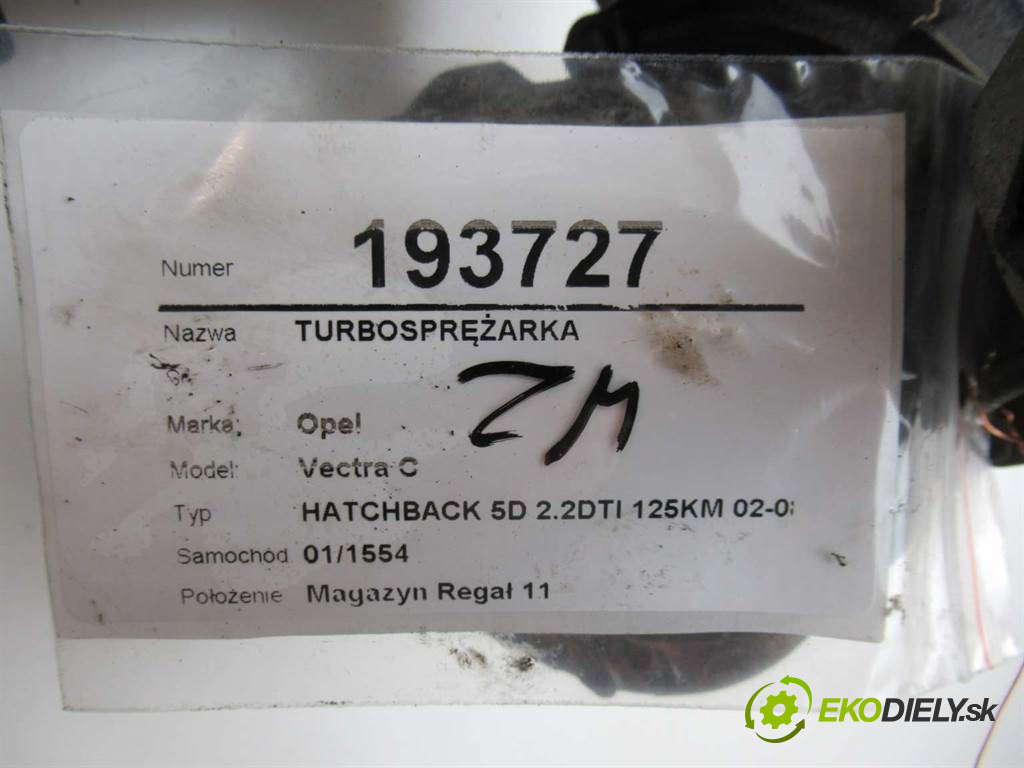 Numer 193727
Nazwa TURBOSPRĘŻARKA
ZM
Marka: Opel
Model: Vectra C
Typ HATCHBACK 5D 2.2DTI 125KM 02-08
Samochód 01/1554
Położenie Magazyn Regał 11
EKODIELY.sk